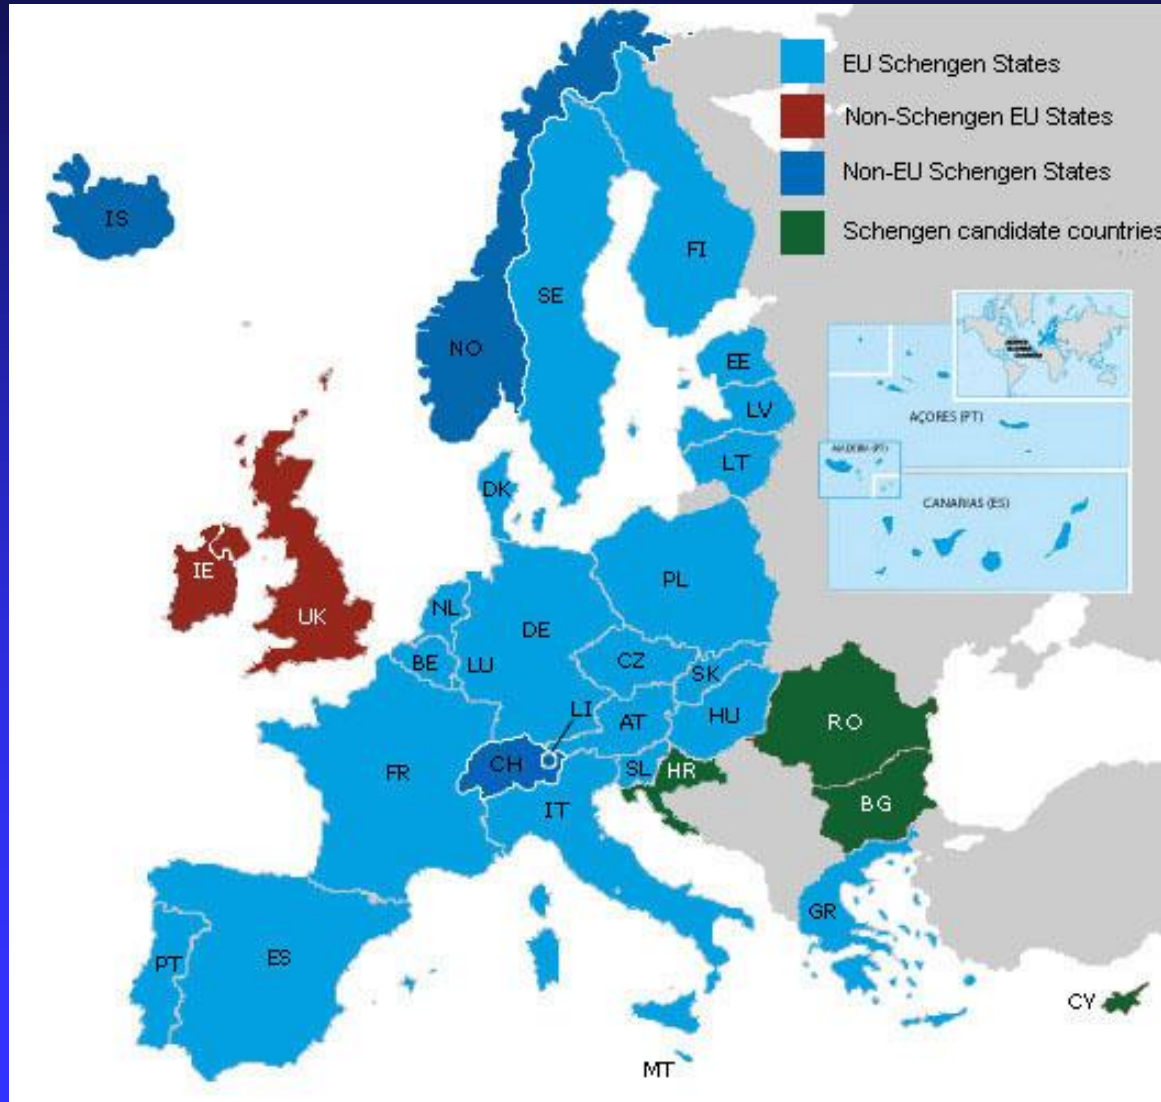 EU Schengen States
Non-Schengen EU States
Non-EU Schengen States
Schengen candidate countries
IS
FI
SE
NO
EE
LV
LT
DK
AÇORES (PT)
MADEIRA (PT)
CANARIAS (ES)
IE
UK
NL
DE
PL
BE
LU
CZ
SK
LI
AT
HU
RO
FR
CH
SL
HR
IT
BG
GR
PT
ES
CY
MT